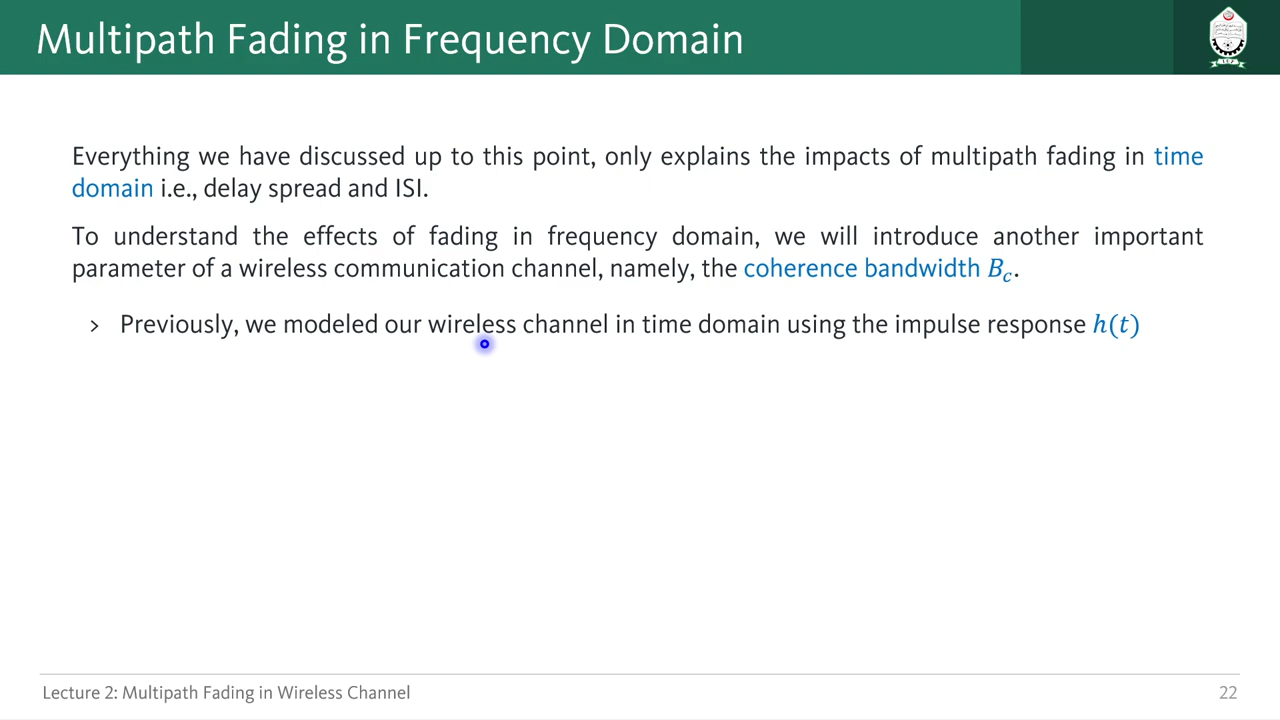 Multipath Fading in Frequency Domain
Everything we have discussed up to this point, only explains the impacts of multipath fading in time
domain i.e., delay spread and ISI.
To understand the effects of fading in frequency domain, we will introduce another important
parameter of a wireless communication channel, namely, the coherence bandwidth B_c.
> Previously, we modeled our wireless channel in time domain using the impulse response h(t)
Lecture 2: Multipath Fading in Wireless Channel
22